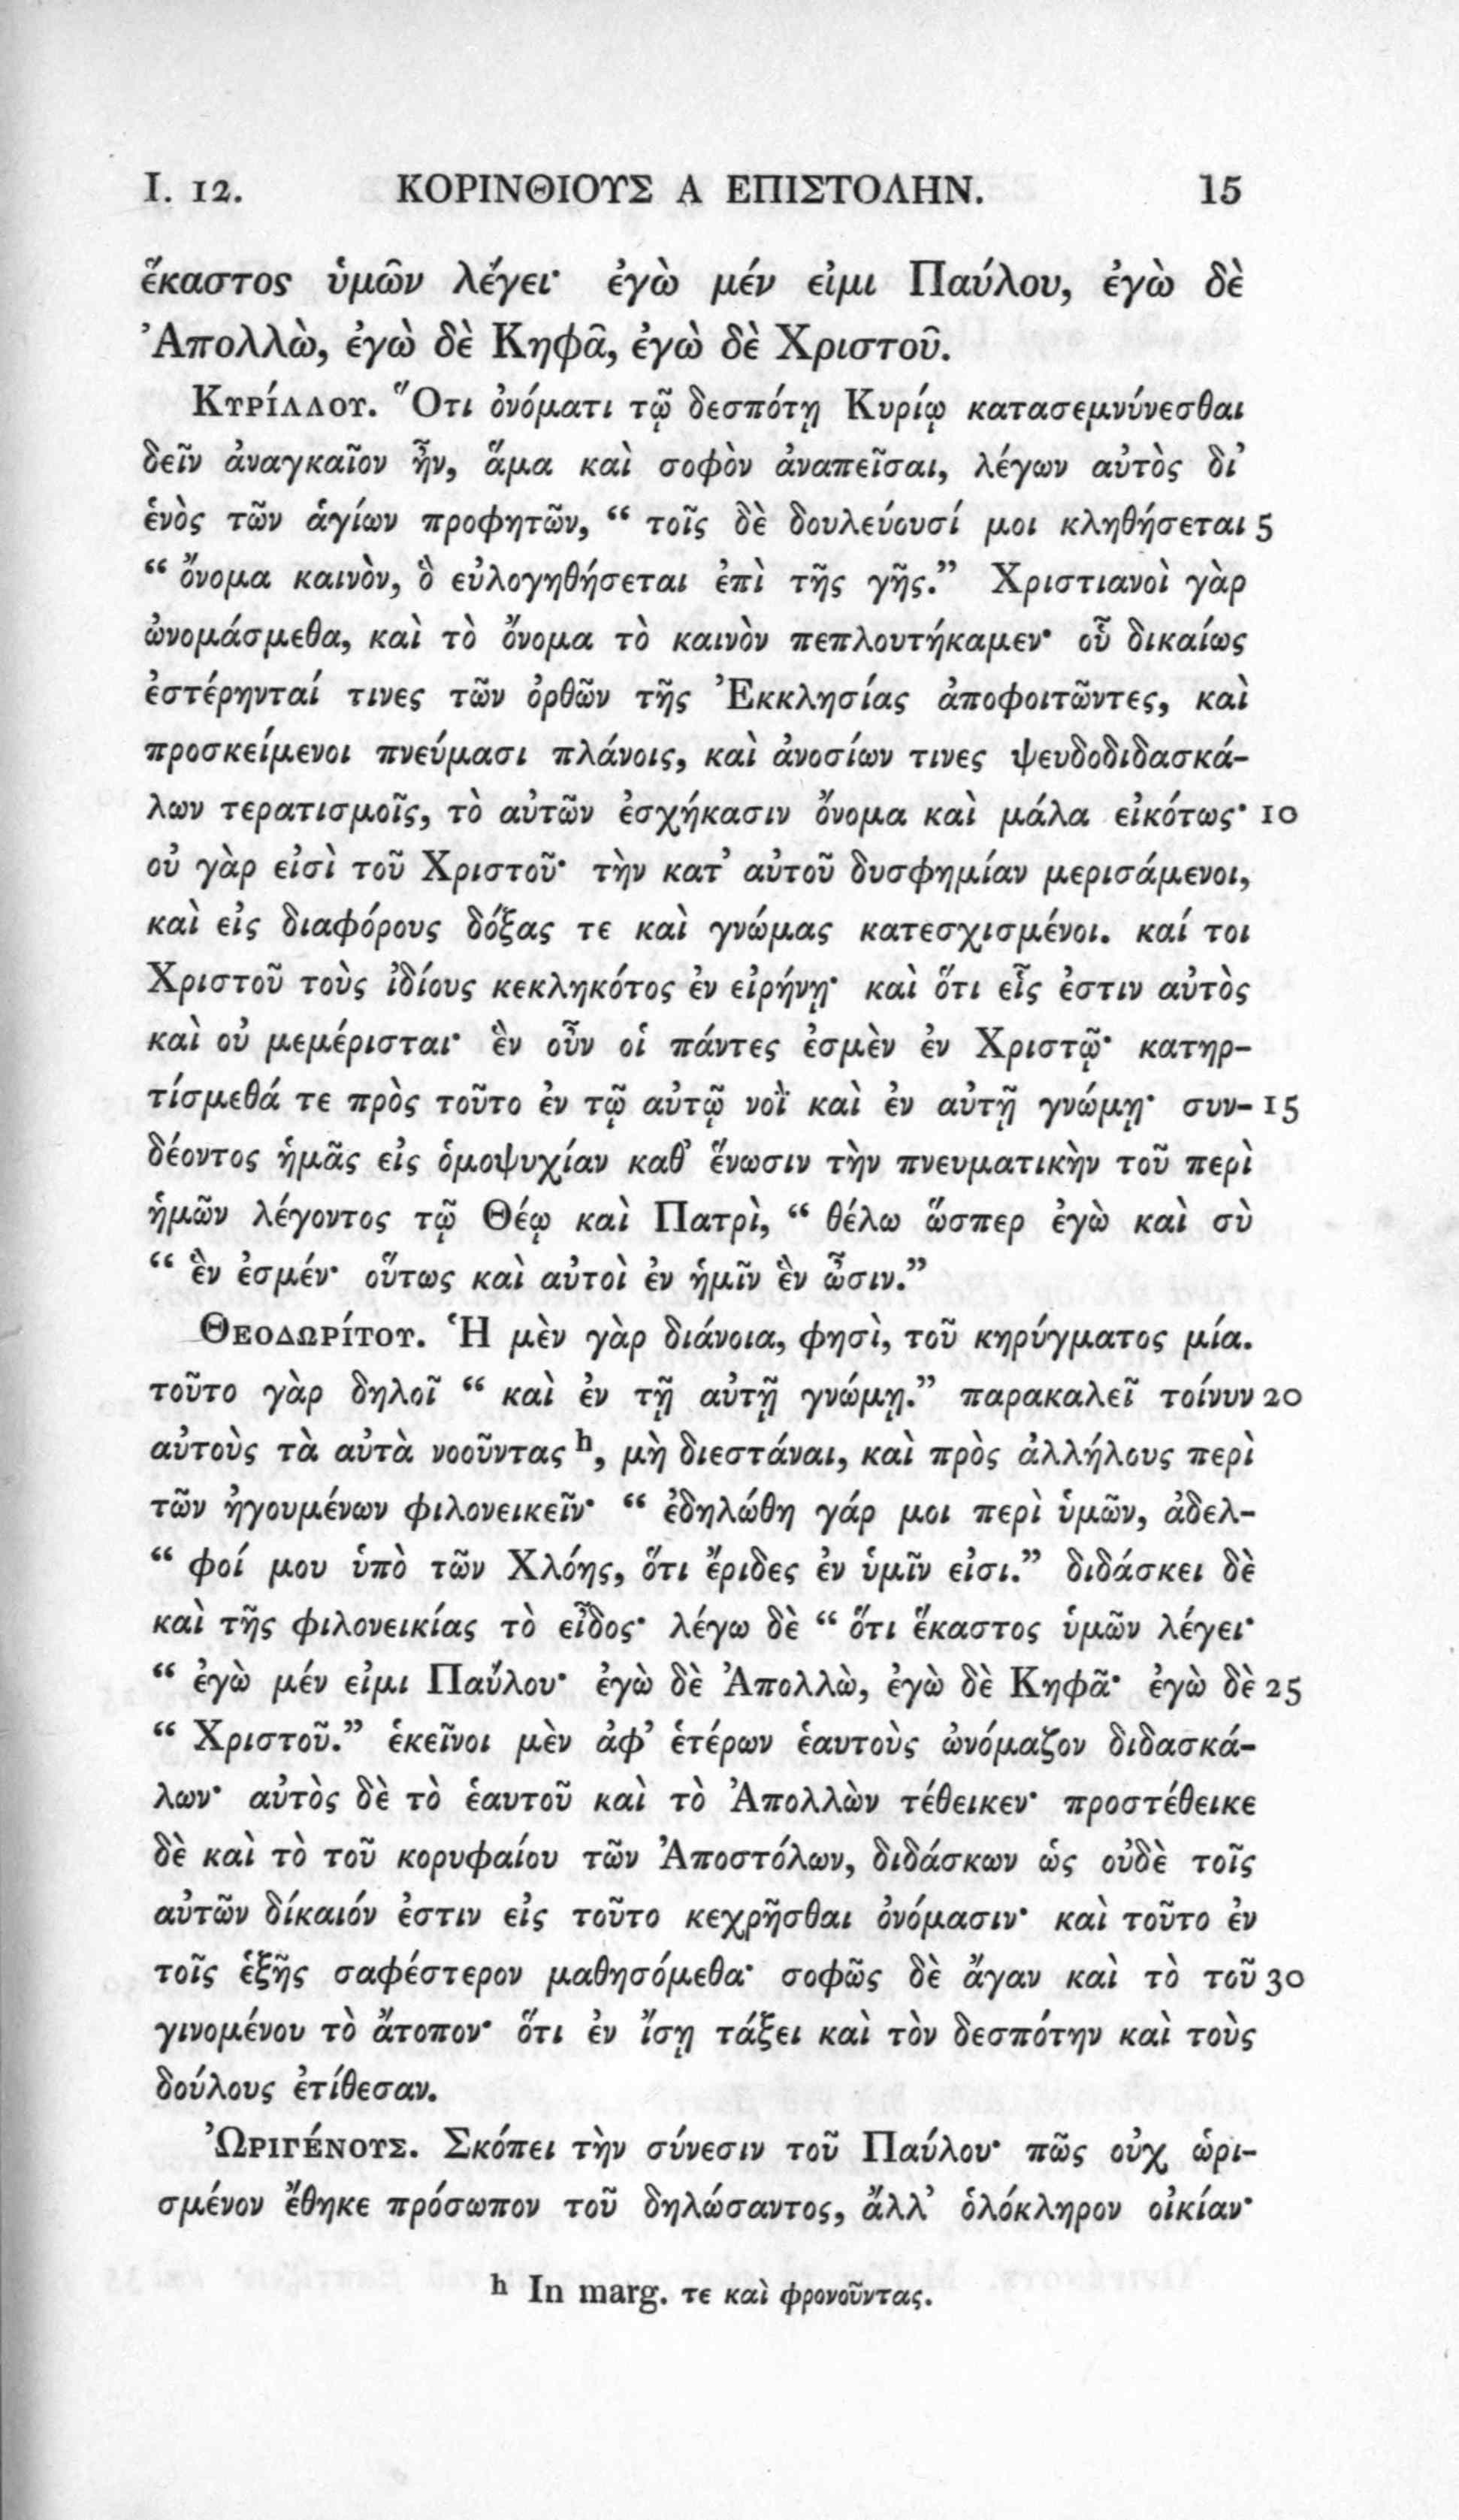 I. 12. ΚΟΡΙΝΘΙΟΥΣ Α ΕΠΙΣΤΟΛΗΝ. 15
ἕκαστος ὑμῶν λέγει· ἐγὼ μέν εἰμι Παύλου, ἐγὼ δὲ
Ἀπολλὼ, ἐγὼ δὲ Κηφᾶ, ἐγὼ δὲ Χριστοῦ.
Κυρίλλου. Ὅτι ὀνόματι τῷ δεσπότῃ Κυρίῳ κατασεμνύνεσθαι
δεῖν ἀναγκαῖον ἦν, ἅμα καὶ σοφὸν ἀναπεῖσαι, λέγων αὐτὸς δι’
ἑνὸς τῶν ἁγίων προφητῶν, “ τοῖς δὲ δουλεύουσί μοι κληθήσεται 5
“ ὄνομα καινὸν, ὃ εὐλογηθήσεται ἐπὶ τῆς γῆς.” Χριστιανοὶ γὰρ
ὠνομάσμεθα, καὶ τὸ ὄνομα τὸ καινὸν πεπλουτήκαμεν· οὗ δικαίως
ἐστέρηνταί τινες τῶν ὀρθῶν τῆς Ἐκκλησίας ἀποφοιτῶντες, καὶ
προσκείμενοι πνεύμασι πλάνοις, καὶ ἀνοσίων τινες ψευδοδιδασκά-
λων τερατισμοῖς, τὸ αὐτῶν ἐσχήκασιν ὄνομα καὶ μάλα εἰκότως· 10
οὐ γὰρ εἰσὶ τοῦ Χριστοῦ· τὴν κατ’ αὐτοῦ δυσφημίαν μερισάμενοι,
καὶ εἰς διαφόρους δόξας τε καὶ γνώμας κατεσχισμένοι. καί τοι
Χριστοῦ τοὺς ἰδίους κεκληκότος ἐν εἰρήνῃ· καὶ ὅτι εἷς ἐστιν αὐτὸς
καὶ οὐ μεμέρισται· ἓν οὖν οἱ πάντες ἐσμὲν ἐν Χριστῷ· κατηρ-
τίσμεθά τε πρὸς τοῦτο ἐν τῷ αὐτῷ νοῒ καὶ ἐν αὐτῇ γνώμῃ· συν- 15
δέοντος ἡμᾶς εἰς ὁμοψυχίαν καθ’ ἕνωσιν τὴν πνευματικὴν τοῦ περὶ
ἡμῶν λέγοντος τῷ Θέῳ καὶ Πατρὶ, “ θέλω ὥσπερ ἐγὼ καὶ σὺ
“ ἓν ἐσμέν· οὕτως καὶ αὐτοὶ ἐν ἡμῖν ἓν ὦσιν.”
Θεοδωρίτου. Ἡ μὲν γὰρ διάνοια, φησὶ, τοῦ κηρύγματος μία.
τοῦτο γὰρ δηλοῖ “ καὶ ἐν τῇ αὐτῇ γνώμῃ.” παρακαλεῖ τοίνυν 20
αὐτοὺς τὰ αὐτὰ νοοῦντας h, μὴ διεστάναι, καὶ πρὸς ἀλλήλους περὶ
τῶν ἡγουμένων φιλονεικεῖν· “ ἐδηλώθη γάρ μοι περὶ ὑμῶν, ἀδελ-
“ φοί μου ὑπὸ τῶν Χλόης, ὅτι ἔριδες ἐν ὑμῖν εἰσι.” διδάσκει δὲ
καὶ τῆς φιλονεικίας τὸ εἶδος· λέγω δὲ “ ὅτι ἕκαστος ὑμῶν λέγει·
“ ἐγὼ μέν εἰμι Παύλου· ἐγὼ δὲ Ἀπολλὼ, ἐγὼ δὲ Κηφᾶ· ἐγὼ δὲ 25
“ Χριστοῦ.” ἐκεῖνοι μὲν ἀφ’ ἑτέρων ἑαυτοὺς ὠνόμαζον διδασκά-
λων· αὐτὸς δὲ τὸ ἑαυτοῦ καὶ τὸ Ἀπολλὼν τέθεικεν· προστέθεικε
δὲ καὶ τὸ τοῦ κορυφαίου τῶν Ἀποστόλων, διδάσκων ὡς οὐδὲ τοῖς
αὐτῶν δίκαιόν ἐστιν εἰς τοῦτο κεχρῆσθαι ὀνόμασιν· καὶ τοῦτο ἐν
τοῖς ἑξῆς σαφέστερον μαθησόμεθα· σοφῶς δὲ ἄγαν καὶ τὸ τοῦ 30
γινομένου τὸ ἄτοπον· ὅτι ἐν ἴσῃ τάξει καὶ τὸν δεσπότην καὶ τοὺς
δούλους ἐτίθεσαν.
Ὠριγένους. Σκόπει τὴν σύνεσιν τοῦ Παύλου· πῶς οὐχ ὡρι-
σμένον ἔθηκε πρόσωπον τοῦ δηλώσαντος, ἄλλ’ ὁλόκληρον οἰκίαν·
h In marg. τε καὶ φρονοῦντας.